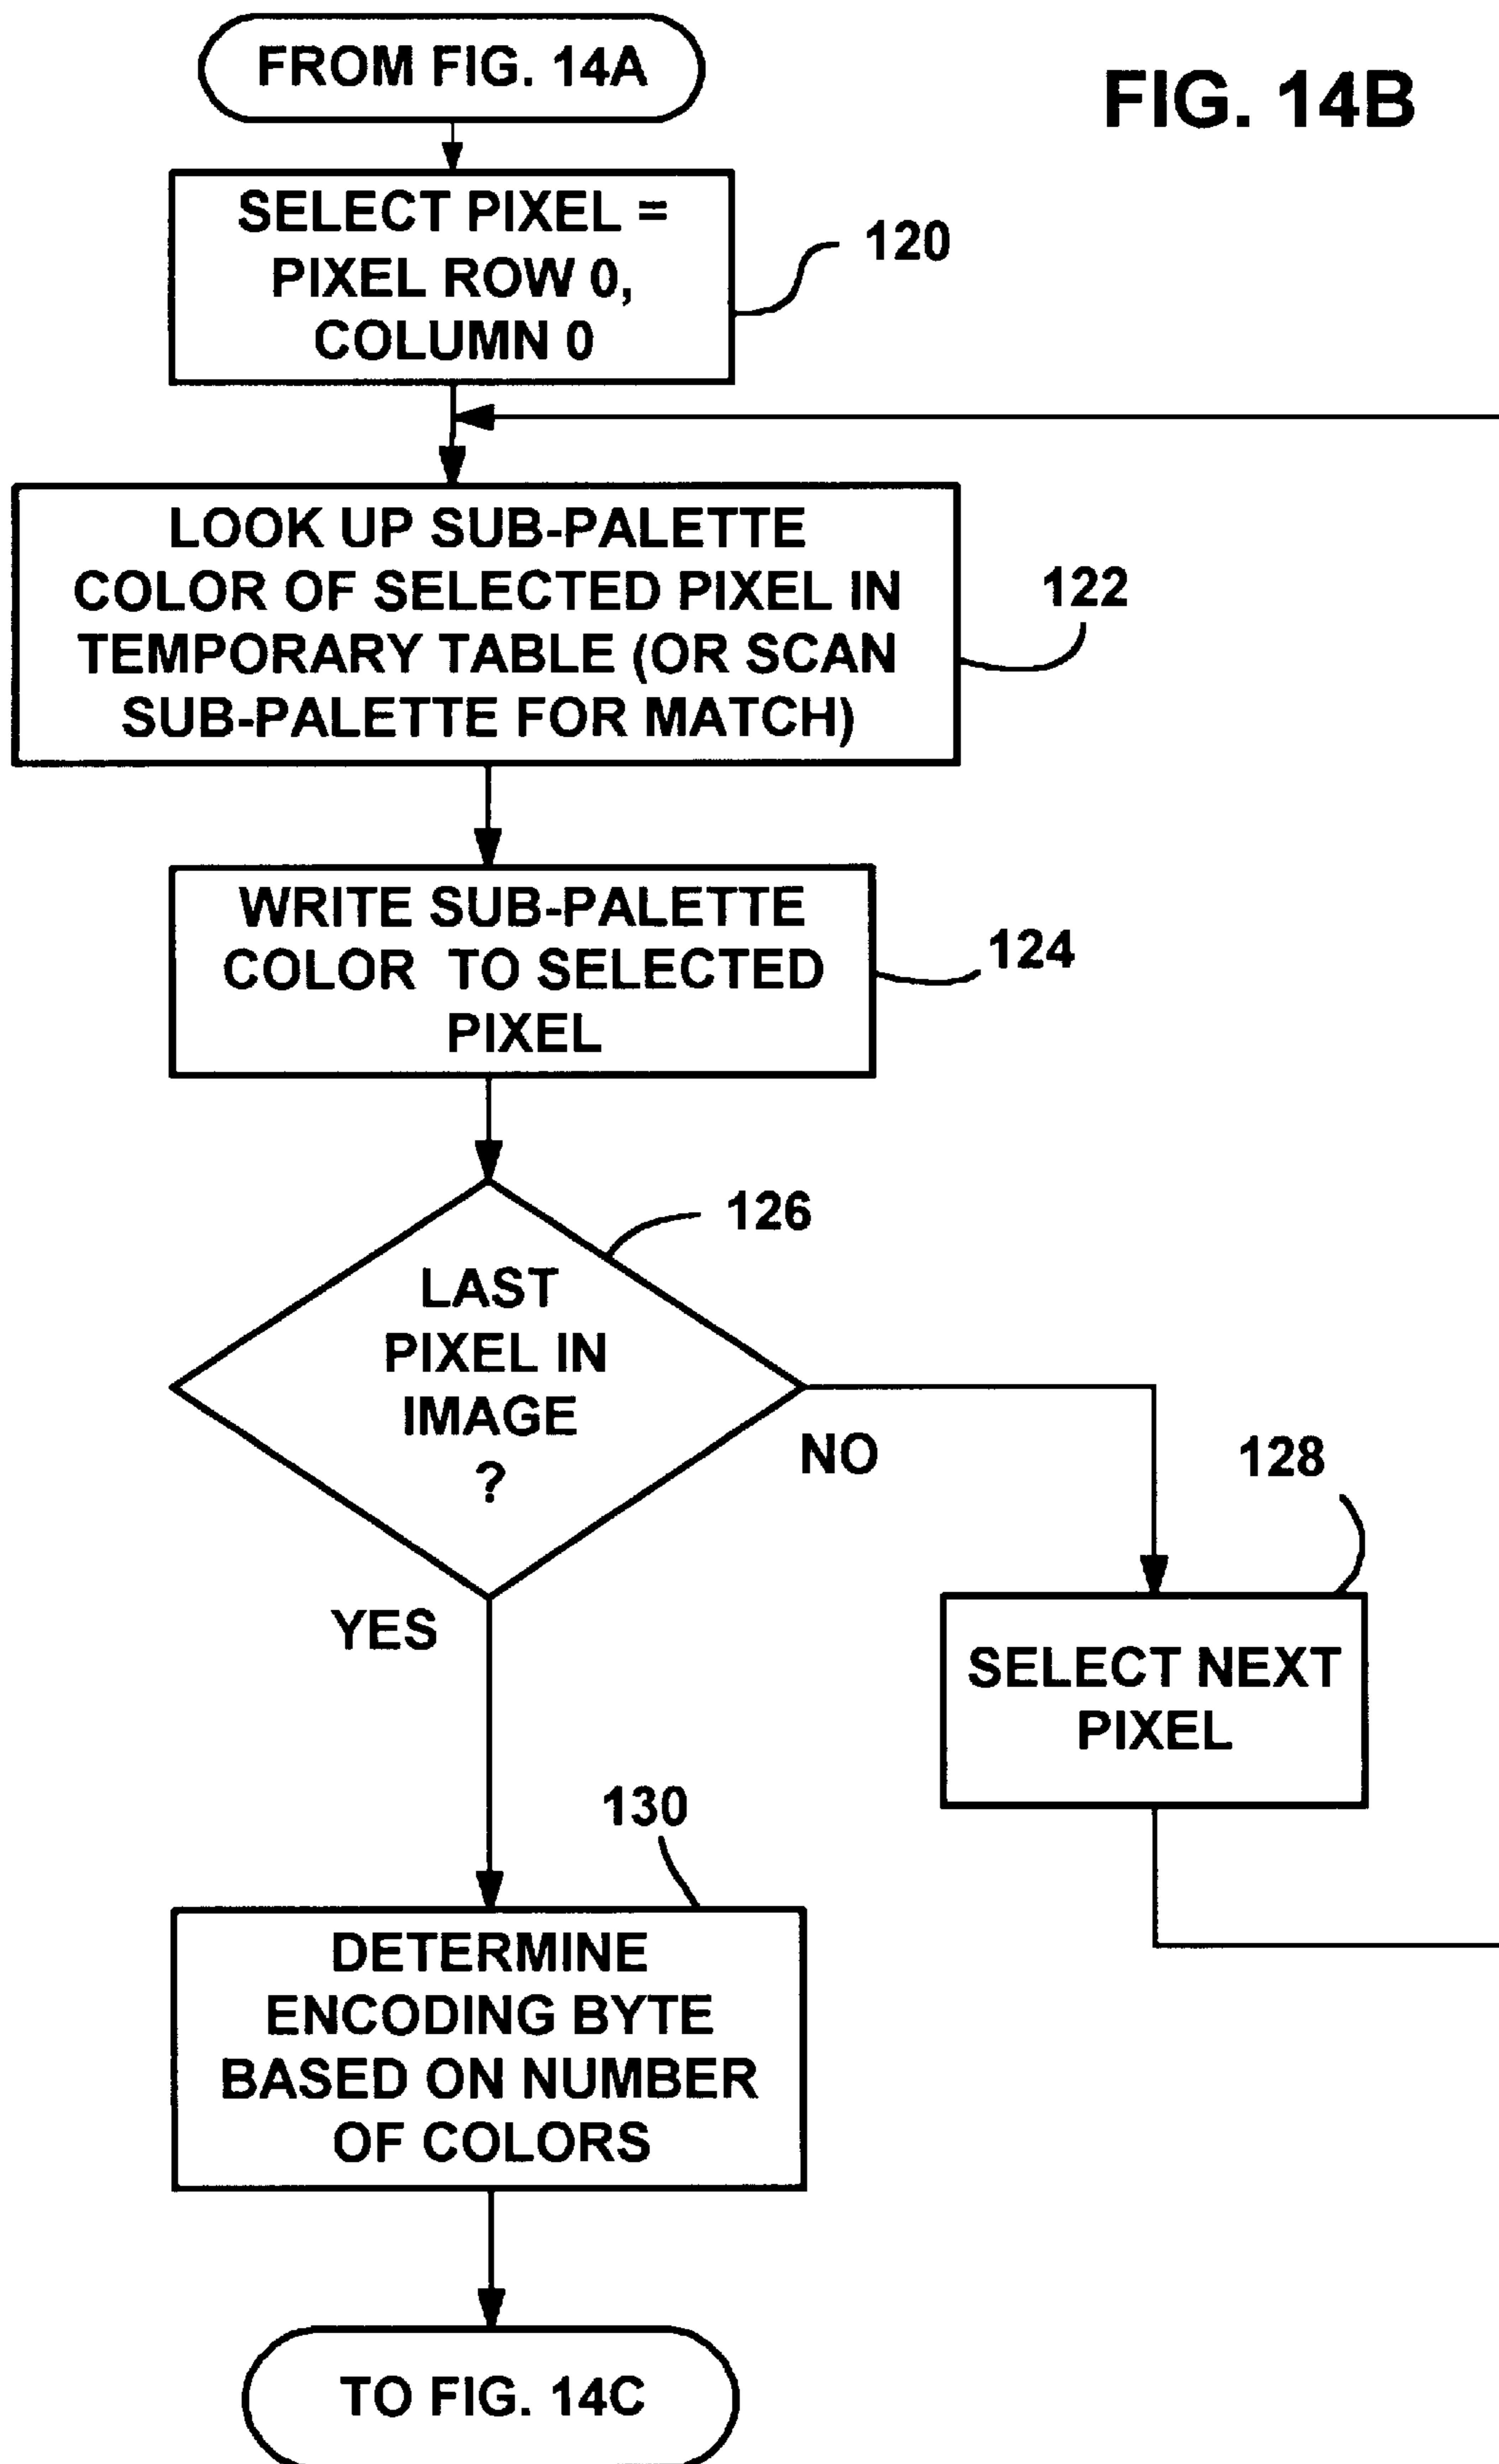 FROM FIG. 14A
FIG. 14B
SELECT PIXEL =
PIXEL ROW 0,
COLUMN 0
120
LOOK UP SUB-PALETTE
COLOR OF SELECTED PIXEL IN
TEMPORARY TABLE (OR SCAN
SUB-PALETTE FOR MATCH)
122
WRITE SUB-PALETTE
COLOR TO SELECTED
PIXEL
124
126
LAST
PIXEL IN
IMAGE
?
NO
YES
128
SELECT NEXT
PIXEL
130
DETERMINE
ENCODING BYTE
BASED ON NUMBER
OF COLORS
TO FIG. 14C